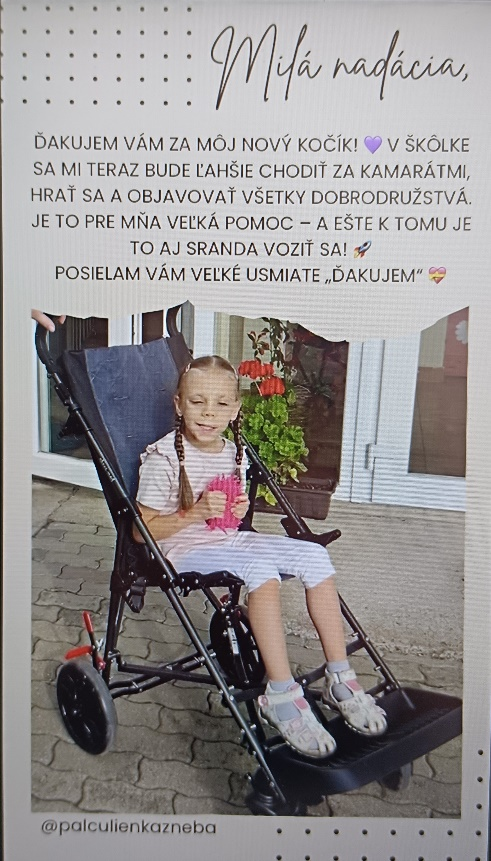 Milá nadácia,
ĎAKUJEM VÁM ZA MÔJ NOVÝ KOČÍK! 💜 V ŠKÔLKE
SA MI TERAZ BUDE ĽAHŠIE CHODIŤ ZA KAMARÁTMI,
HRAŤ SA A OBJAVOVAŤ VŠETKY DOBRODRUŽSTVÁ.
JE TO PRE MŇA VEĽKÁ POMOC – A EŠTE K TOMU JE
TO AJ SRANDA VOZIŤ SA! 🚀
POSIELAM VÁM VEĽKÉ USMIATE „ĎAKUJEM“ 💝
@palculienkazneba